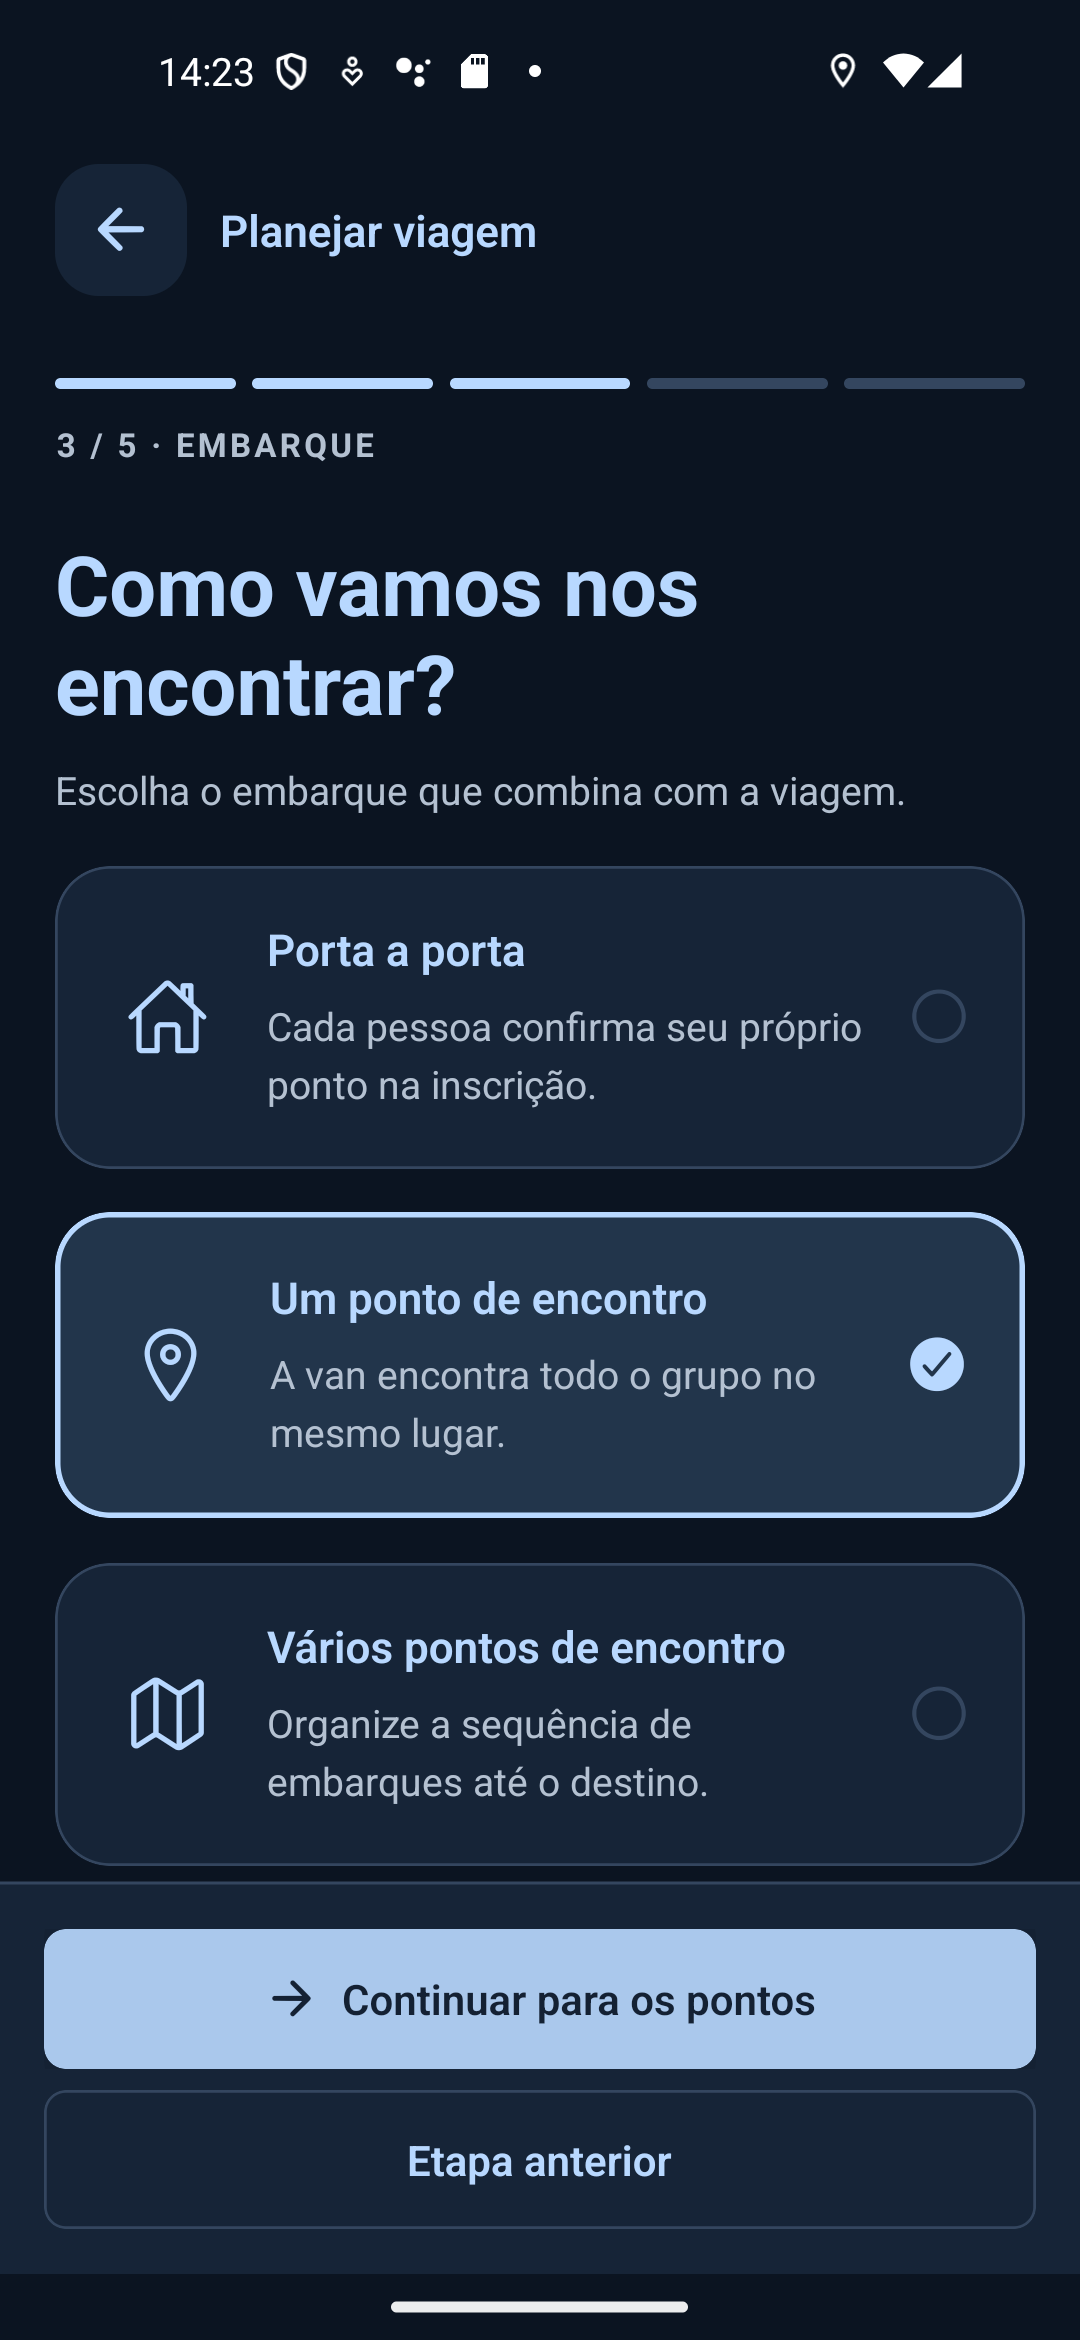 14:23
Planejar viagem
3 / 5 · EMBARQUE
Como vamos nos
encontrar?
Escolha o embarque que combina com a viagem.
Porta a porta
Cada pessoa confirma seu próprio
ponto na inscrição.
Um ponto de encontro
A van encontra todo o grupo no
mesmo lugar.
Vários pontos de encontro
Organize a sequência de
embarques até o destino.
Continuar para os pontos
Etapa anterior